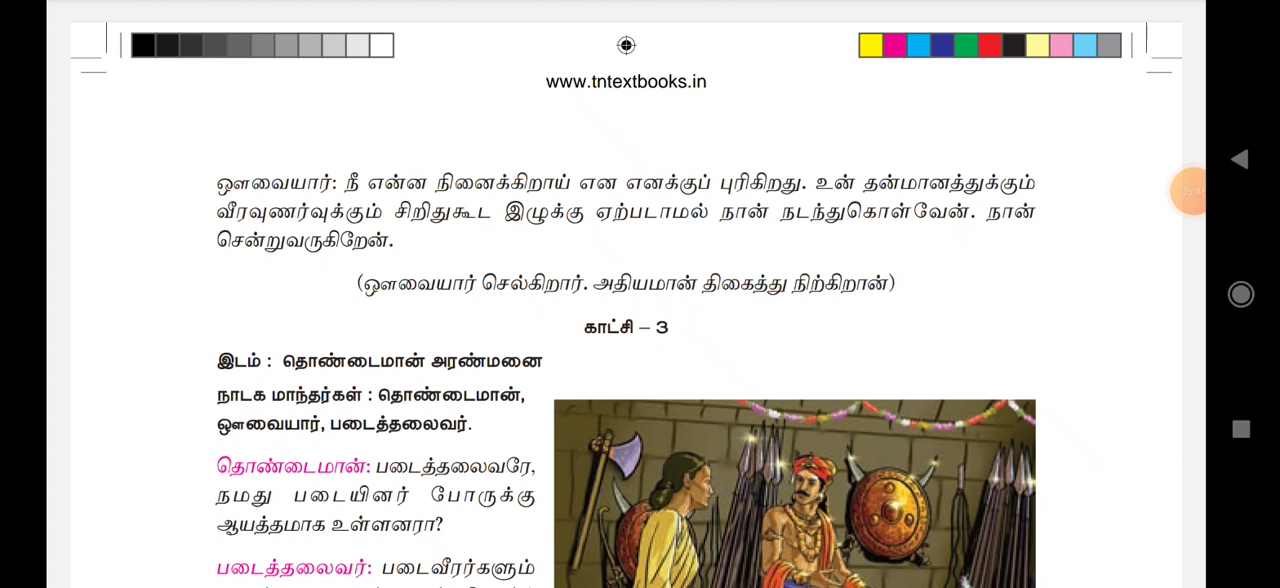 www.tntextbooks.in
ஔவையார்: நீ என்ன நினைக்கிறாய் என எனக்குப் புரிகிறது. உன் தன்மானத்துக்கும்
வீரவுணர்வுக்கும் சிறிதுகூட இழுக்கு ஏற்படாமல் நான் நடந்துகொள்வேன். நான்
சென்றுவருகிறேன்.
(ஔவையார் செல்கிறார். அதியமான் திகைத்து நிற்கிறான்)
காட்சி – 3
இடம் : தொண்டைமான் அரண்மனை
நாடக மாந்தர்கள் : தொண்டைமான்,
ஔவையார், படைத்தலைவர்.
தொண்டைமான்: படைத்தலைவரே,
நமது படையினர் போருக்கு
ஆயத்தமாக உள்ளனரா?
படைத்தலைவர்: படைவீரர்களும்